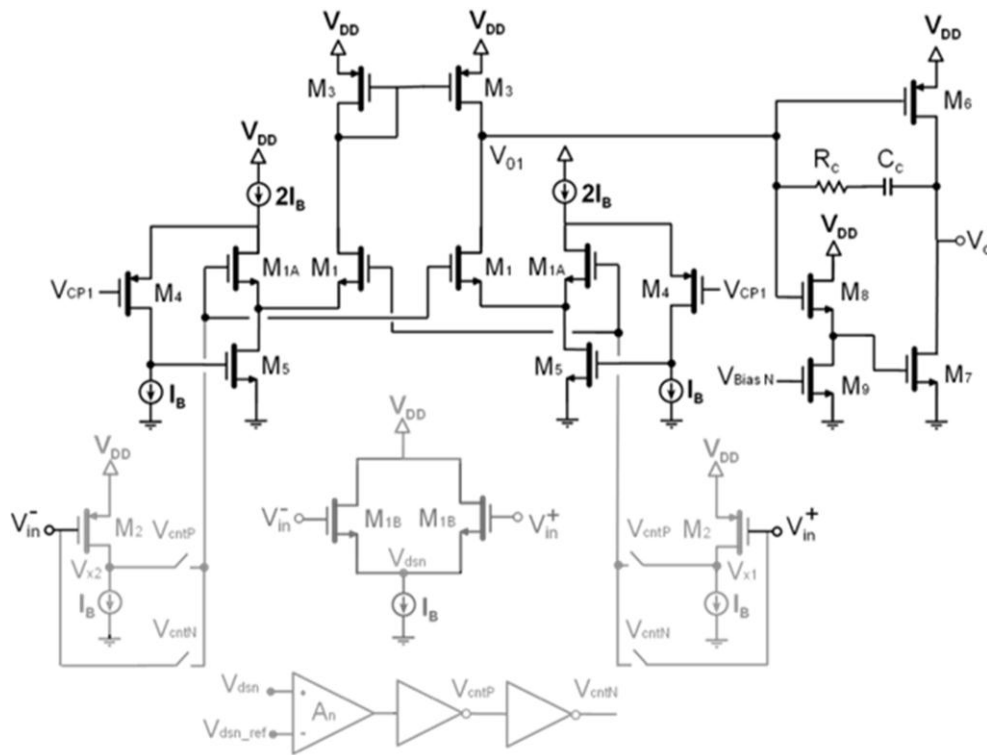 VDD VDD VDD
M3 M3 M6
VDD
V01 Rc Cc
2IB 2IB VDD Vo
VCP1 M4 M1A M1 M1 M1A M4 VCP1 M8
M5 M5 VBias N M9 M7
IB IB
VDD VDD VDD
Vin- M2 VcntP Vin- M1B M1B Vin+ VcntP M2 Vin+
Vx2 Vdsn Vx1
IB VcntN IB VcntN IB
Vdsn + An VcntP VcntN
Vdsn_ref -